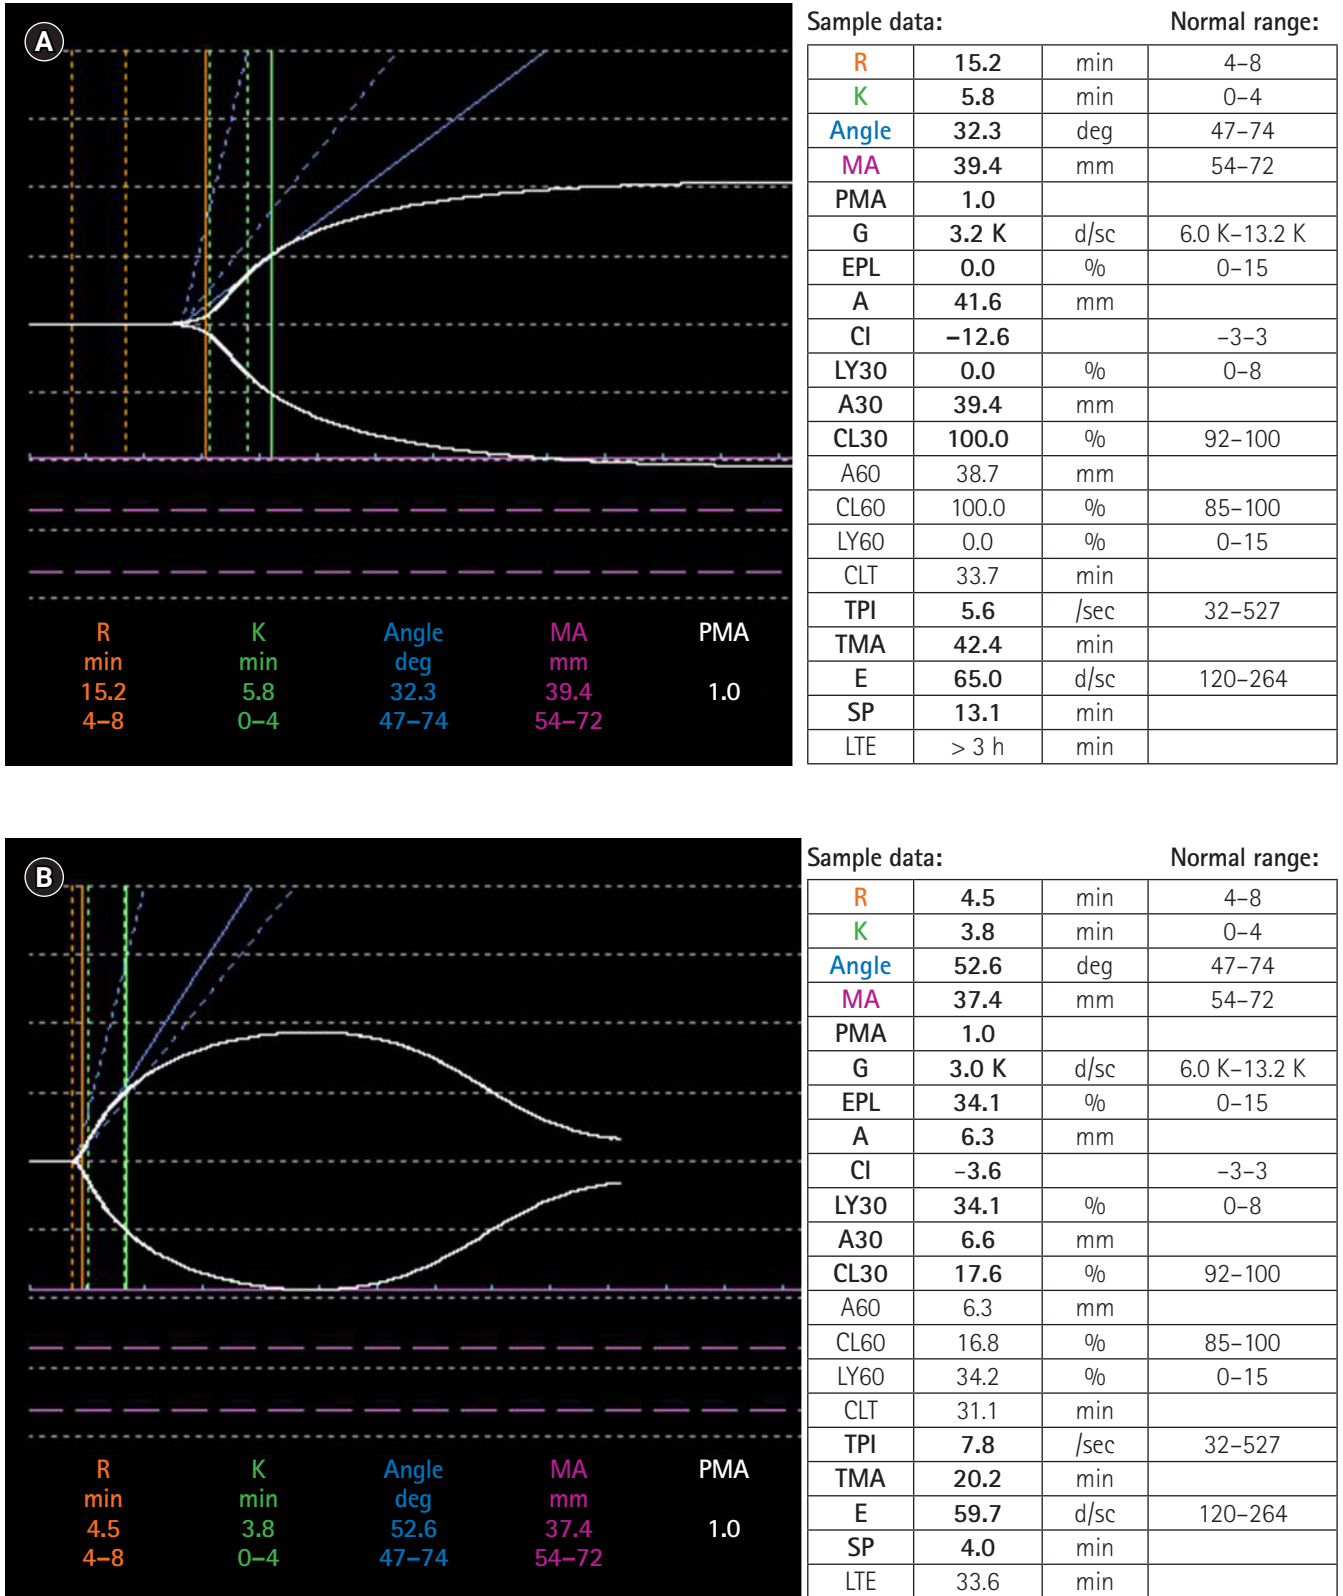 A
Sample data: Normal range:
R 15.2 min 4–8
K 5.8 min 0–4
Angle 32.3 deg 47–74
MA 39.4 mm 54–72
PMA 1.0
G 3.2 K d/sc 6.0 K–13.2 K
EPL 0.0 % 0–15
A 41.6 mm
CI –12.6 –3–3
LY30 0.0 % 0–8
A30 39.4 mm
CL30 100.0 % 92–100
A60 38.7 mm
CL60 100.0 % 85–100
LY60 0.0 % 0–15
CLT 33.7 min
TPI 5.6 /sec 32–527
TMA 42.4 min
E 65.0 d/sc 120–264
SP 13.1 min
LTE > 3 h min
R K Angle MA PMA
min min deg mm
15.2 5.8 32.3 39.4 1.0
4–8 0–4 47–74 54–72
B
Sample data: Normal range:
R 4.5 min 4–8
K 3.8 min 0–4
Angle 52.6 deg 47–74
MA 37.4 mm 54–72
PMA 1.0
G 3.0 K d/sc 6.0 K–13.2 K
EPL 34.1 % 0–15
A 6.3 mm
CI –3.6 –3–3
LY30 34.1 % 0–8
A30 6.6 mm
CL30 17.6 % 92–100
A60 6.3 mm
CL60 16.8 % 85–100
LY60 34.2 % 0–15
CLT 31.1 min
TPI 7.8 /sec 32–527
TMA 20.2 min
E 59.7 d/sc 120–264
SP 4.0 min
LTE 33.6 min
R K Angle MA PMA
min min deg mm
4.5 3.8 52.6 37.4 1.0
4–8 0–4 47–74 54–72